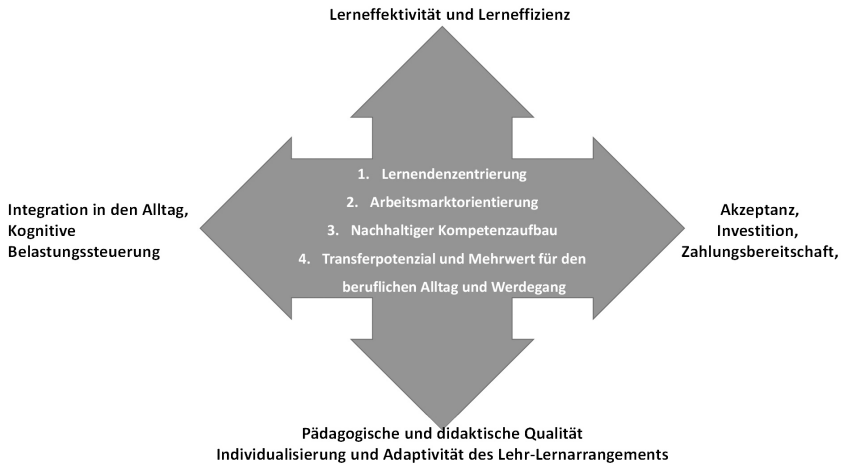 Lerneffektivität und Lerneffizienz
1. Lernendenzentrierung
2. Arbeitsmarktorientierung
3. Nachhaltiger Kompetenzaufbau
4. Transferpotenzial und Mehrwert für den
beruflichen Alltag und Werdegang
Integration in den Alltag,
Kognitive
Belastungssteuerung
Akzeptanz,
Investition,
Zahlungsbereitschaft,
Pädagogische und didaktische Qualität
Individualisierung und Adaptivität des Lehr-Lernarrangements